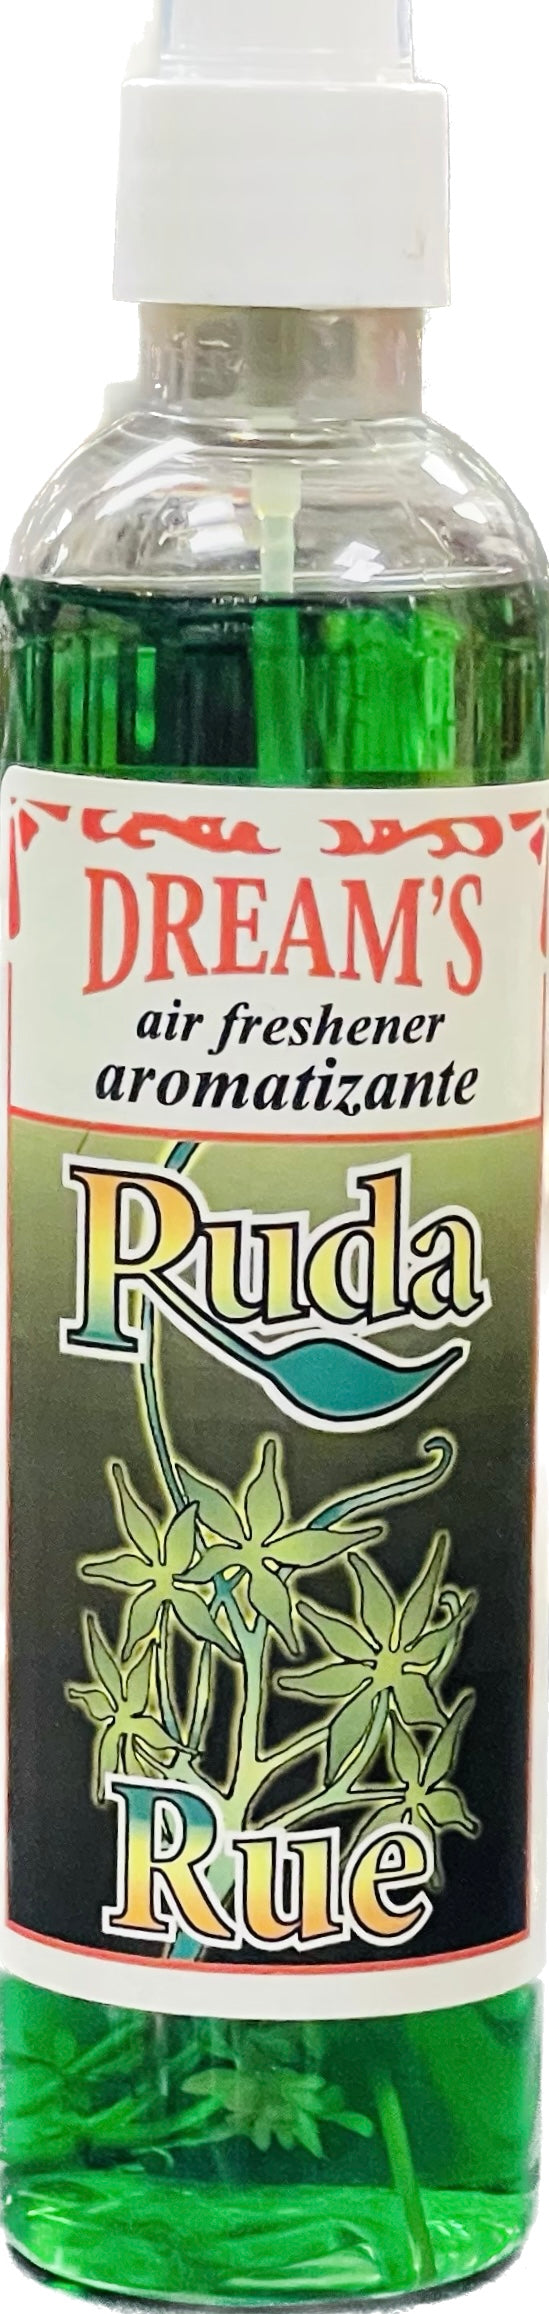 DREAM'S
air freshener
aromatizante
Ruda
Rue